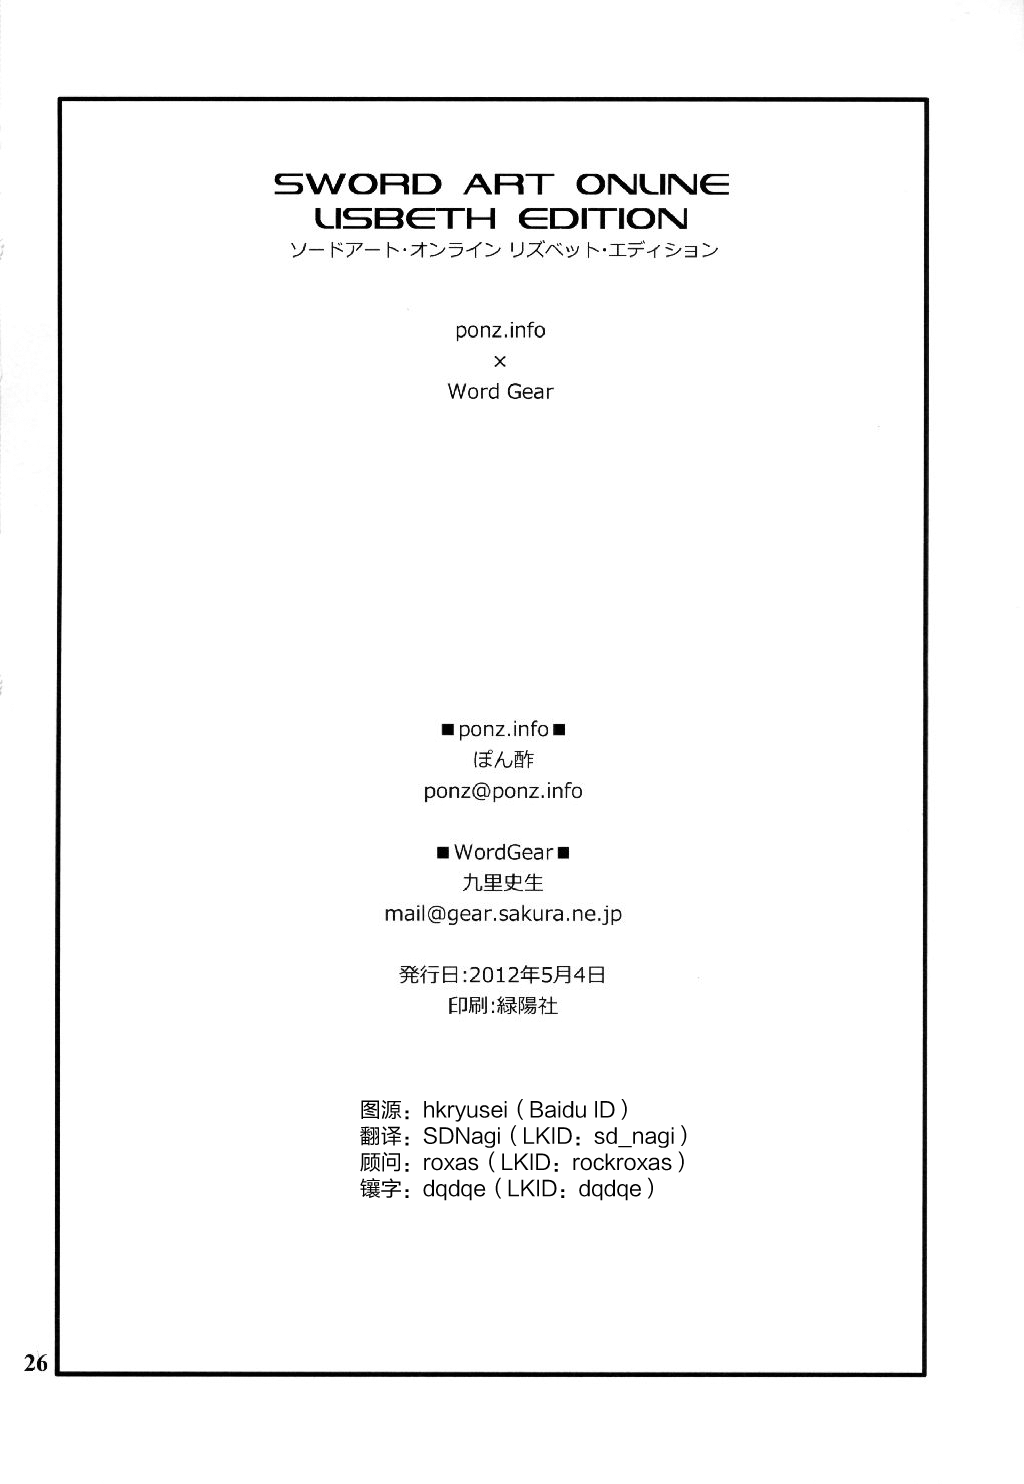 SWORD ART ONLINE
LISBETH EDITION
ソードアート・オンライン リズベット・エディション
ponz.info
×
Word Gear
■ponz.info■
ぽん酢
ponz@ponz.info
■WordGear■
九里史生
mail@gear.sakura.ne.jp
発行日:2012年5月4日
印刷:緑陽社
图源：hkryusei（Baidu ID）
翻译：SDNagi（LKID：sd_nagi）
顾问：roxas（LKID：rockroxas）
镶字：dqdqe（LKID：dqdqe）
26